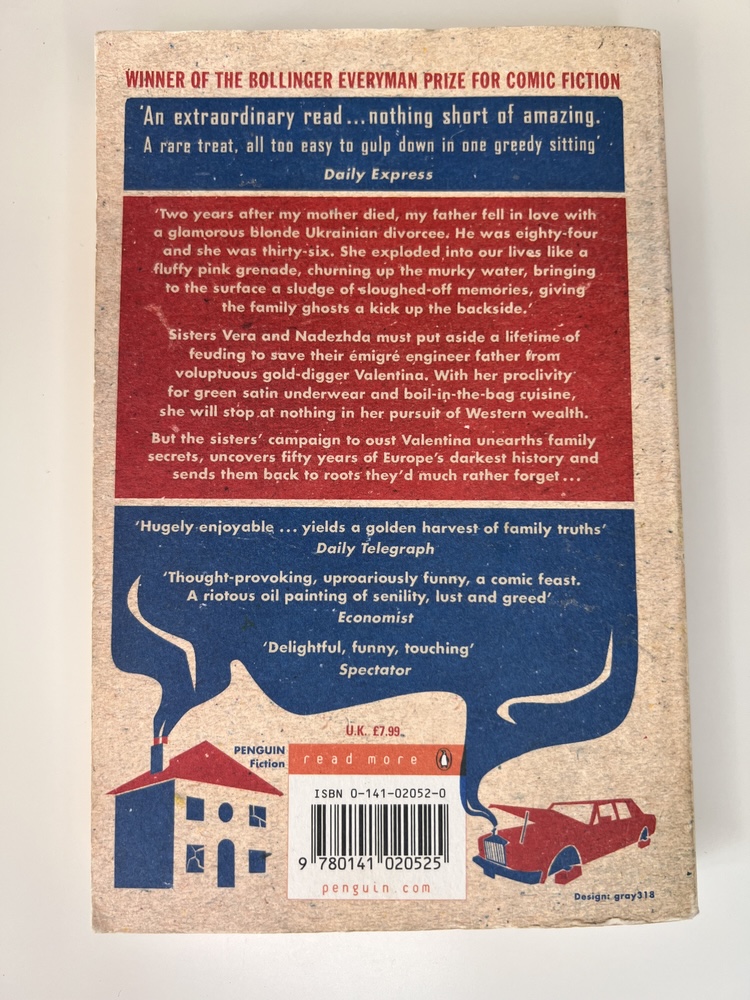 WINNER OF THE BOLLINGER EVERYMAN PRIZE FOR COMIC FICTION
'An extraordinary read...nothing short of amazing.
A rare treat, all too easy to gulp down in one greedy sitting'
Daily Express
'Two years after my mother died, my father fell in love with
a glamorous blonde Ukrainian divorcee. He was eighty-four
and she was thirty-six. She exploded into our lives like a
fluffy pink grenade, churning up the murky water, bringing
to the surface a sludge of sloughed-off memories, giving
the family ghosts a kick up the backside.'
Sisters Vera and Nadezhda must put aside a lifetime of
feuding to save their émigré engineer father from
voluptuous gold-digger Valentina. With her proclivity
for green satin underwear and boil-in-the-bag cuisine,
she will stop at nothing in her pursuit of Western wealth.
But the sisters' campaign to oust Valentina unearths family
secrets, uncovers fifty years of Europe's darkest history and
sends them back to roots they'd much rather forget...
'Hugely enjoyable ... yields a golden harvest of family truths'
Daily Telegraph
'Thought-provoking, uproariously funny, a comic feast.
A riotous oil painting of senility, lust and greed'
Economist
'Delightful, funny, touching'
Spectator
U.K. £7.99
PENGUIN
Fiction
read more
ISBN 0-141-02052-0
9 780141 020525
penguin.com
Design: gray318